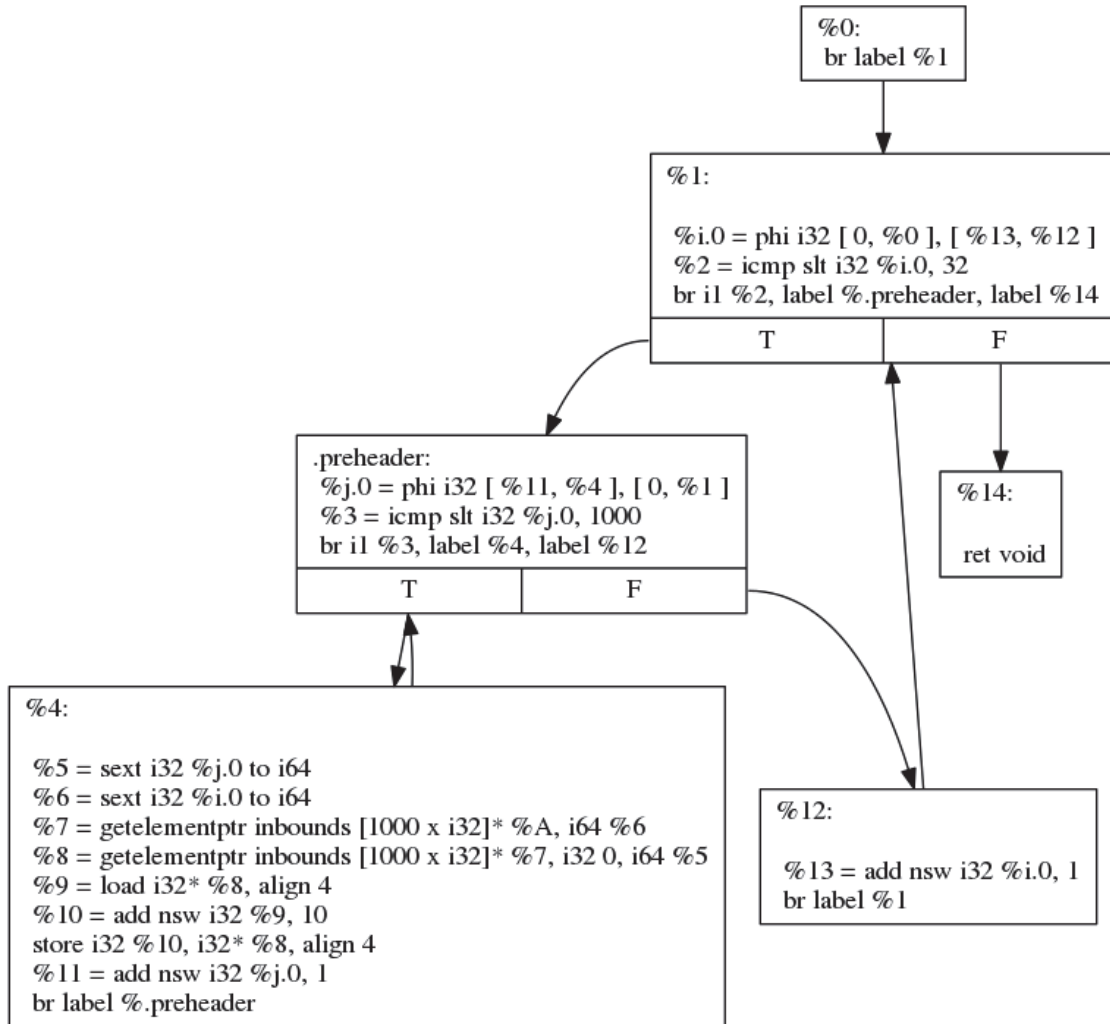 %0:
br label %1
%1:
%i.0 = phi i32 [ 0, %0 ], [ %13, %12 ]
%2 = icmp slt i32 %i.0, 32
br i1 %2, label %.preheader, label %14
T F
.preheader:
%j.0 = phi i32 [ %11, %4 ], [ 0, %1 ]
%3 = icmp slt i32 %j.0, 1000
br i1 %3, label %4, label %12
T F
%14:
ret void
%4:
%5 = sext i32 %j.0 to i64
%6 = sext i32 %i.0 to i64
%7 = getelementptr inbounds [1000 x i32]* %A, i64 %6
%8 = getelementptr inbounds [1000 x i32]* %7, i32 0, i64 %5
%9 = load i32* %8, align 4
%10 = add nsw i32 %9, 10
store i32 %10, i32* %8, align 4
%11 = add nsw i32 %j.0, 1
br label %.preheader
%12:
%13 = add nsw i32 %i.0, 1
br label %1